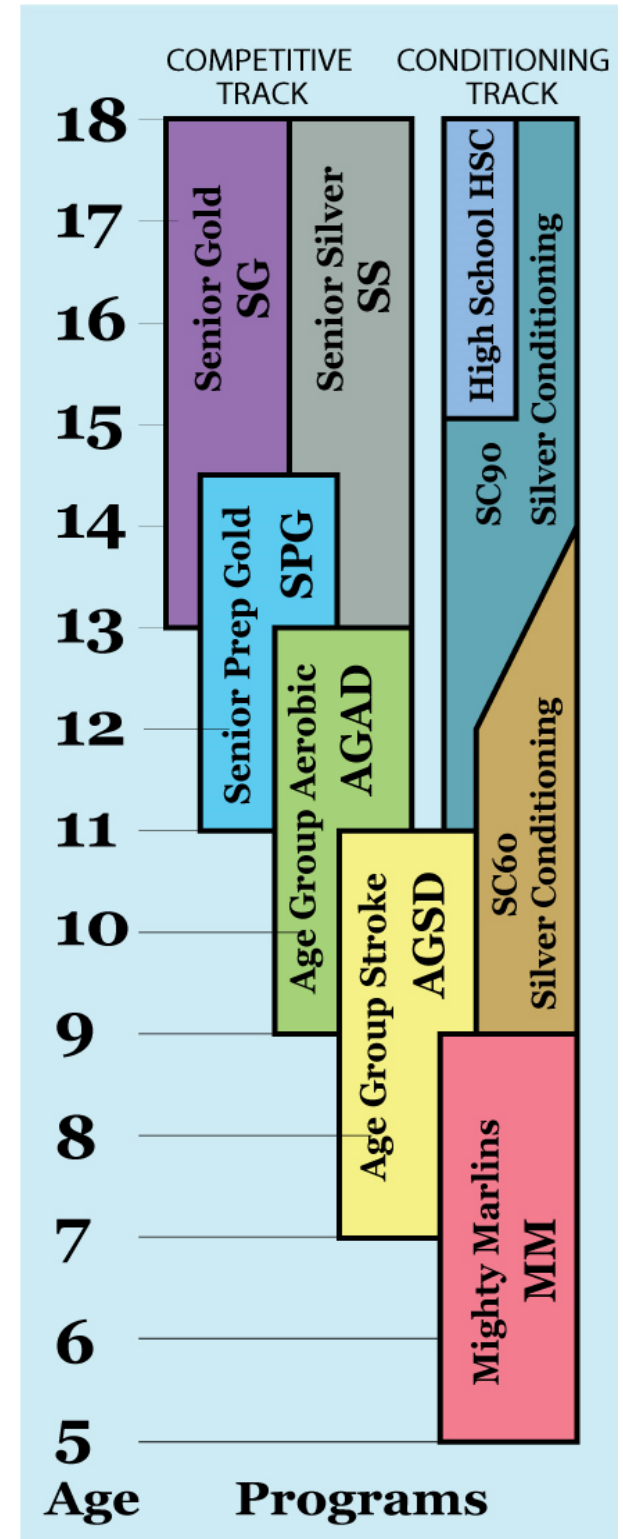 COMPETITIVE
TRACK
CONDITIONING
TRACK
18
17
16
15
14
13
12
11
10
9
8
7
6
5
Senior Gold
SG
Senior Silver
SS
High School HSC
SC90
Silver Conditioning
Senior Prep Gold
SPG
Age Group Aerobic
AGAD
Age Group Stroke
AGSD
SC60
Silver Conditioning
Mighty Marlins
MM
Age
Programs